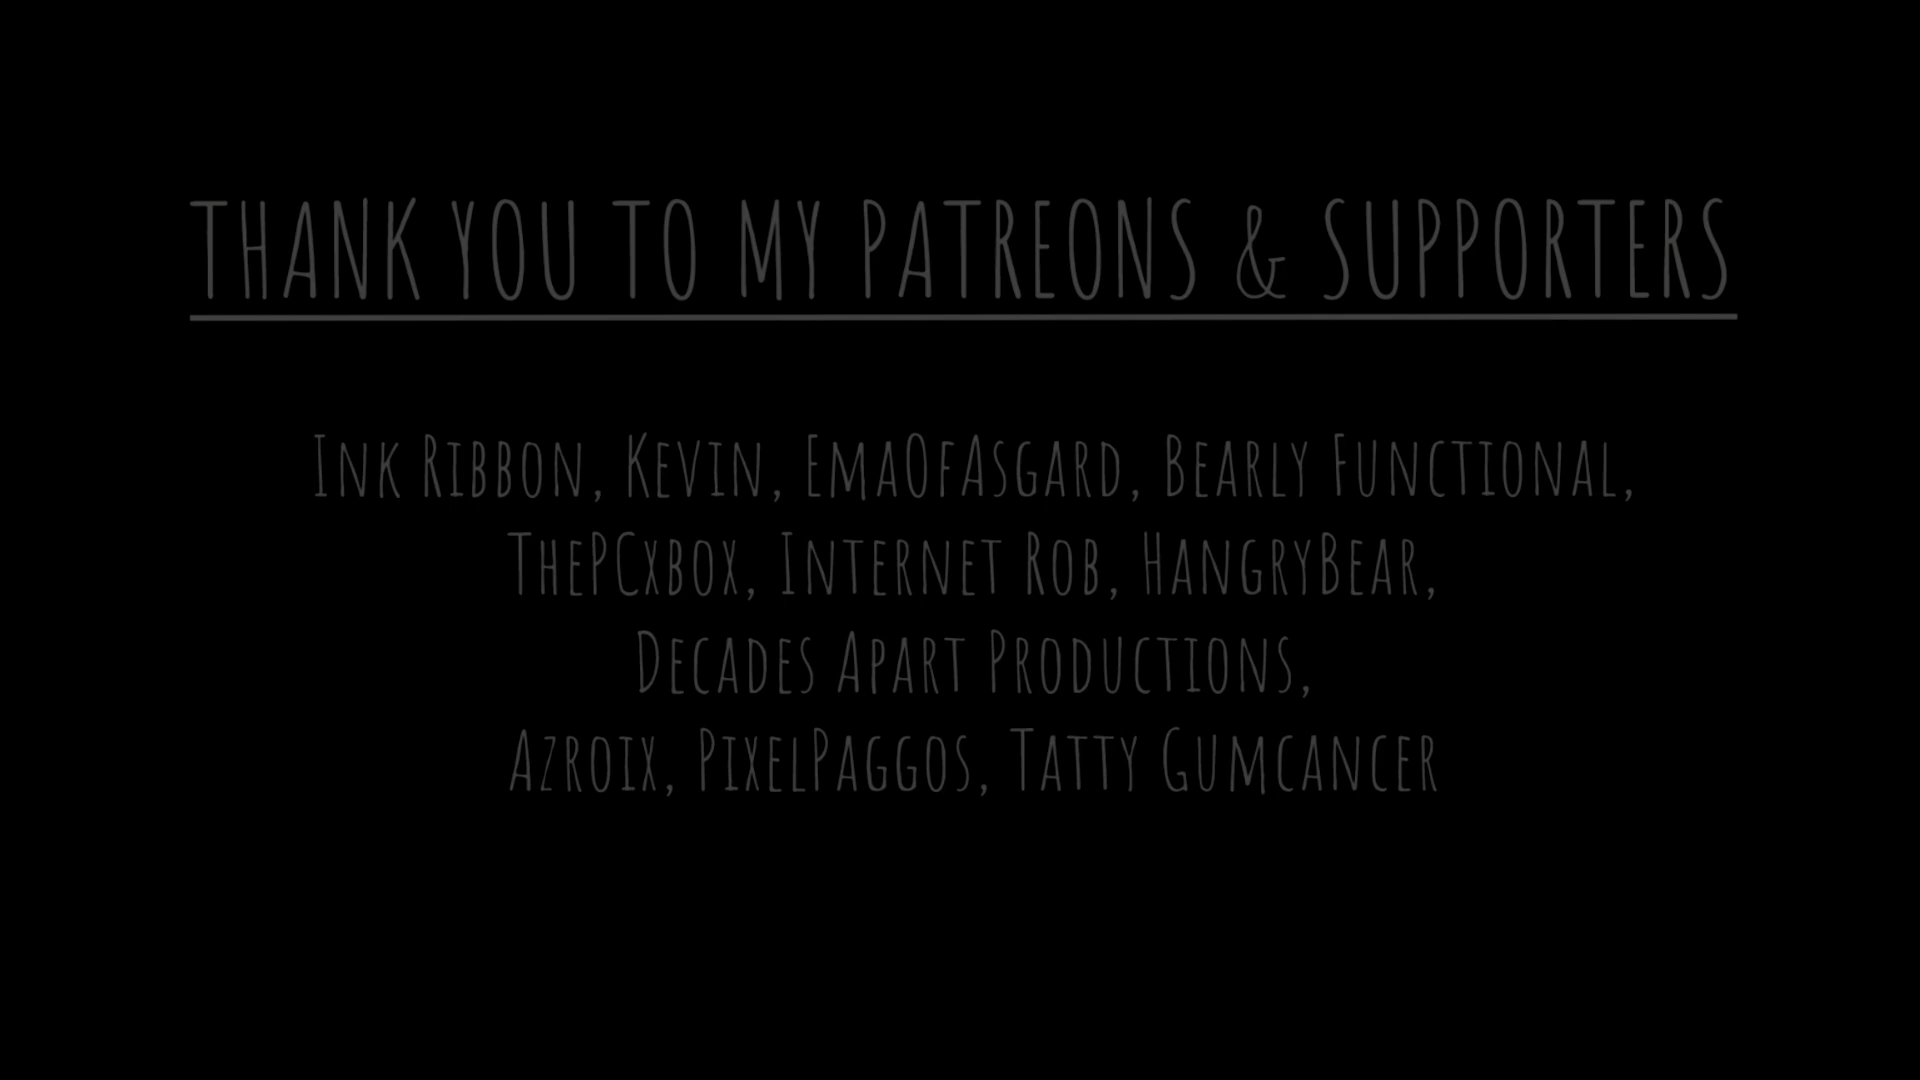 THANK YOU TO MY PATREONS & SUPPORTERS
INK RIBBON, KEVIN, EMAOFASGARD, BEARLY FUNCTIONAL,
THEPCXBOX, INTERNET ROB, HANGRYBEAR,
DECADES APART PRODUCTIONS,
AZROIX, PIXELPAGGOS, TATTY GUMCANCER